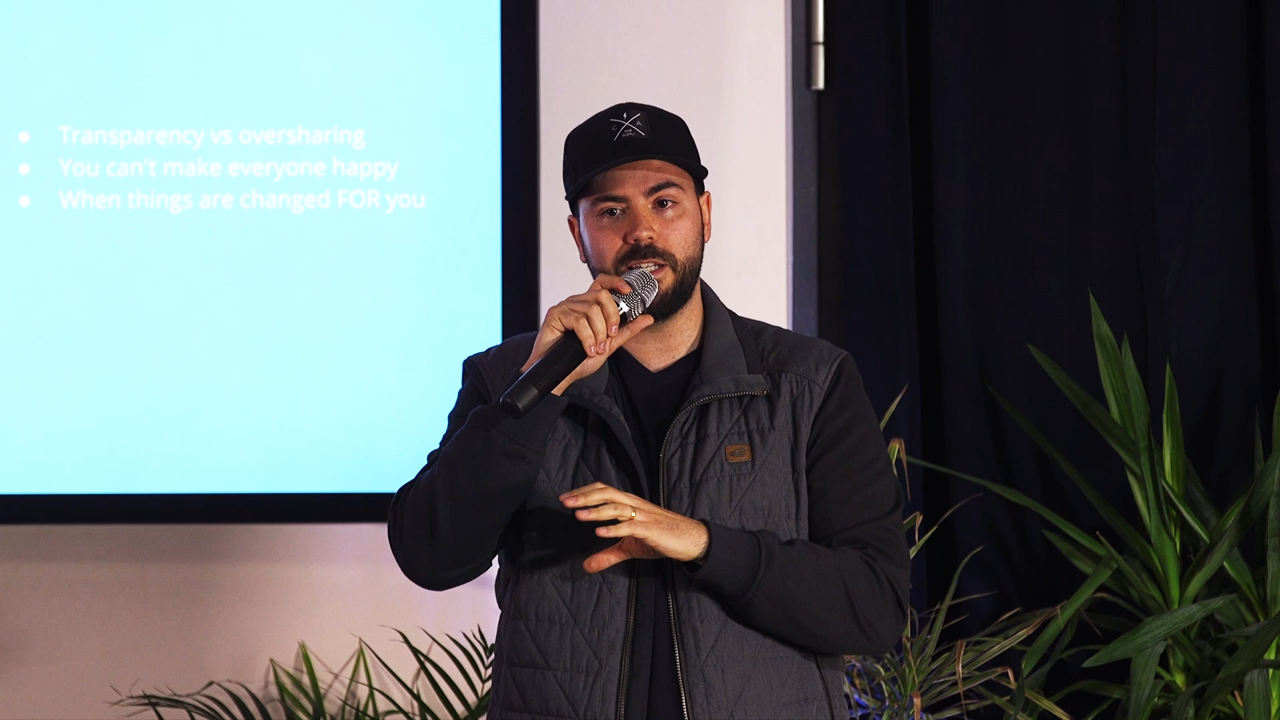 Transparency vs oversharing
You can't make everyone happy
When things are changed FOR you
C A